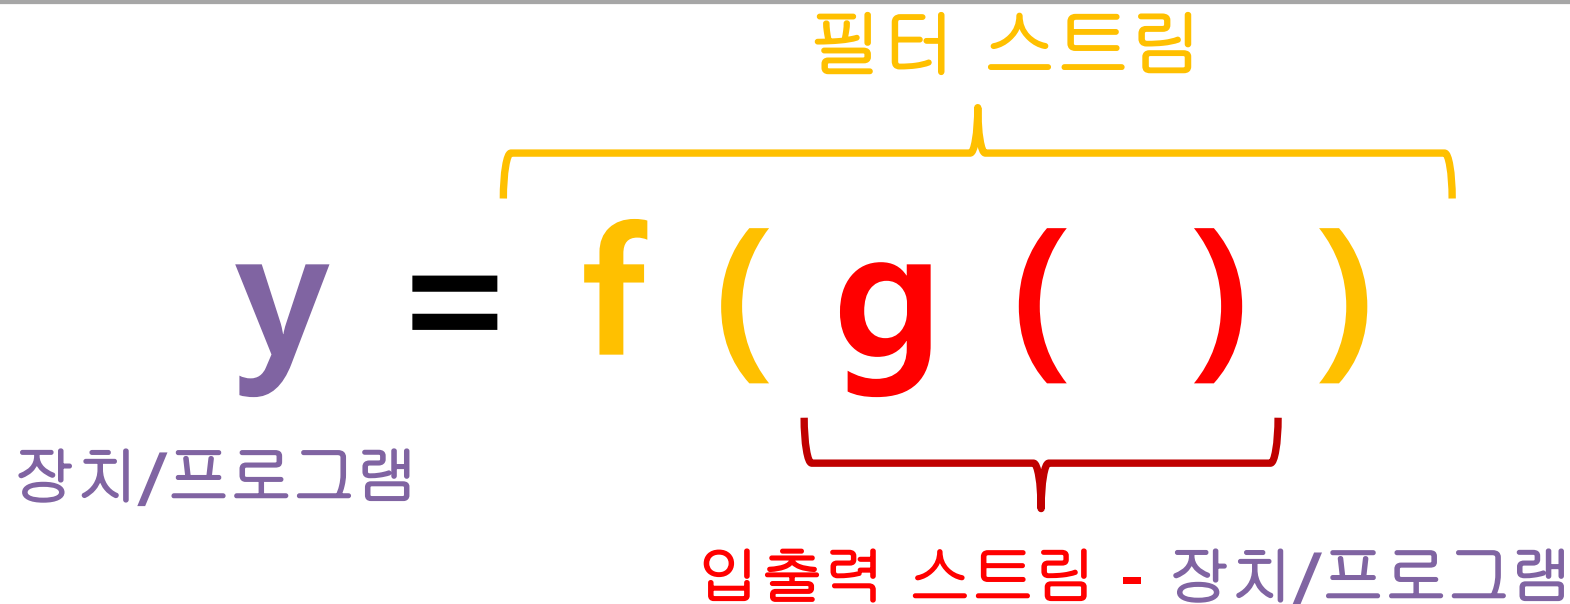 필터 스트림
y = f ( g ( ) )
장치/프로그램
입출력 스트림 - 장치/프로그램